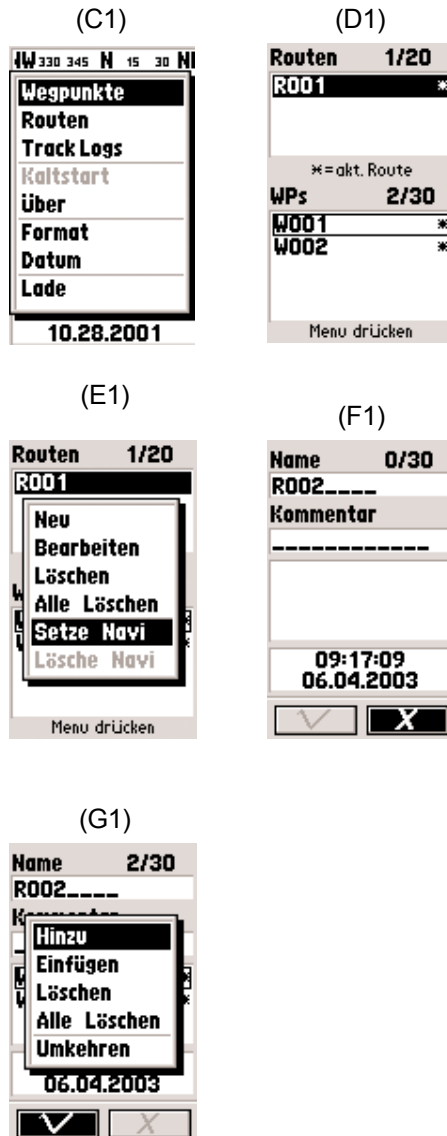 (C1)
W 330 345 N 15 30 N
Wegpunkte
Routen
Track Logs
Kaltstart
Über
Format
Datum
Lade
10.28.2001
(D1)
Routen 1/20
R001 *
*=akt. Route
WPs 2/30
W001 *
W002 *
Menu drücken
(E1)
Routen 1/20
R001
Neu
Bearbeiten
Löschen
Alle Löschen
Setze Navi
Lösche Navi
Menu drücken
(F1)
Name 0/30
R002____
Kommentar
____________
09:17:09
06.04.2003
X
(G1)
Name 2/30
R002____
Hinzu
Einfügen
Löschen
Alle Löschen
Umkehren
06.04.2003
X